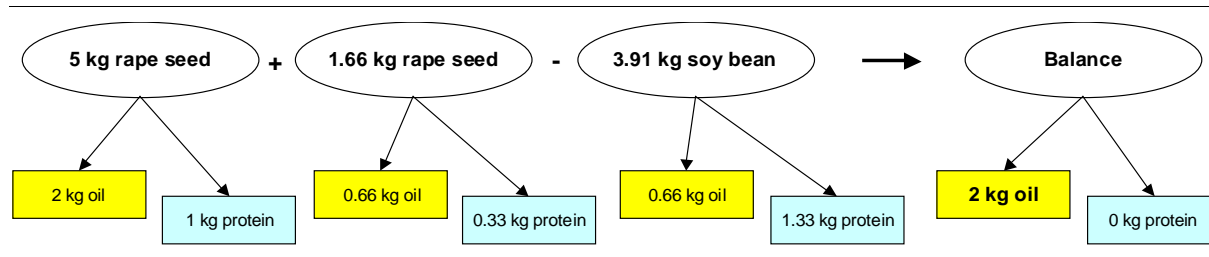 5 kg rape seed + 1.66 kg rape seed - 3.91 kg soy bean Balance
2 kg oil 0.66 kg oil 0.66 kg oil 2 kg oil
1 kg protein 0.33 kg protein 1.33 kg protein 0 kg protein